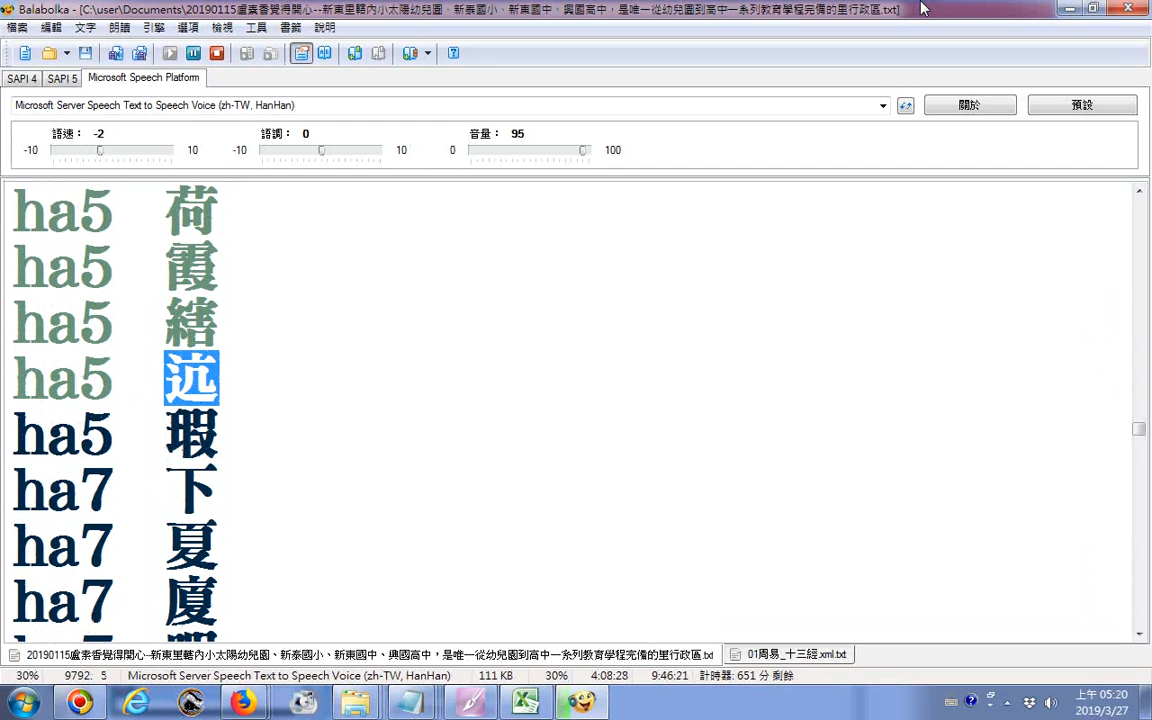 Balabolka - [C:\user\Documents\20190115盧素香覺得開心--新東里轄內小太陽幼兒園、新泰國小、新東國中、興國高中，是唯一從幼兒園到高中一系列教育學程完備的里行政區.txt]
檔案 編輯 文字 朗讀 引擎 選項 檢視 工具 書籤 說明
SAPI 4 SAPI 5 Microsoft Speech Platform
Microsoft Server Speech Text to Speech Voice (zh-TW, HanHan) 關於 預設
語速： -2 語調： 0 音量： 95
-10 10 -10 10 0 100
ha5 荷
ha5 霞
ha5 縖
ha5
ha5 瑕
ha7 下
ha7 夏
ha7 廈
20190115盧素香覺得開心--新東里轄內小太陽幼兒園、新泰國小、新東國中、興國高中，是唯一從幼兒園到高中一系列教育學程完備的里行政區.txt 01周易_十三經.xml.txt
30% 9792: 5 Microsoft Server Speech Text to Speech Voice (zh-TW, HanHan) 111 KB 30% 4:08:28 9:46:21 計時器: 651 分 剩餘
上午 05:20
2019/3/27